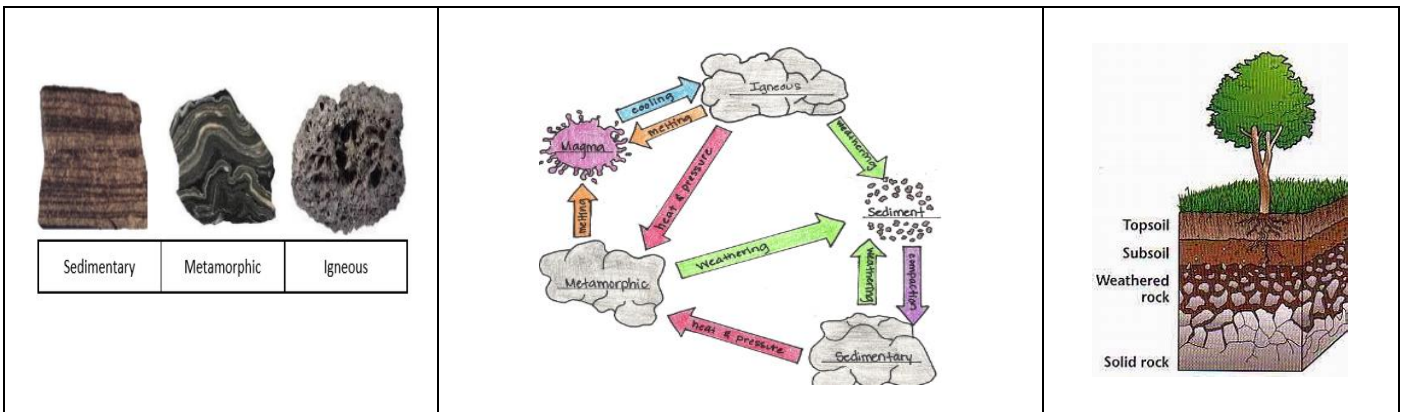 Sedimentary
Metamorphic
Igneous
Igneous
cooling
melting
Magma
weathering
heat & pressure
Sediment
melting
Weathering
weathering
compaction
Metamorphic
heat & pressure
Sedimentary
Topsoil
Subsoil
Weathered
rock
Solid rock